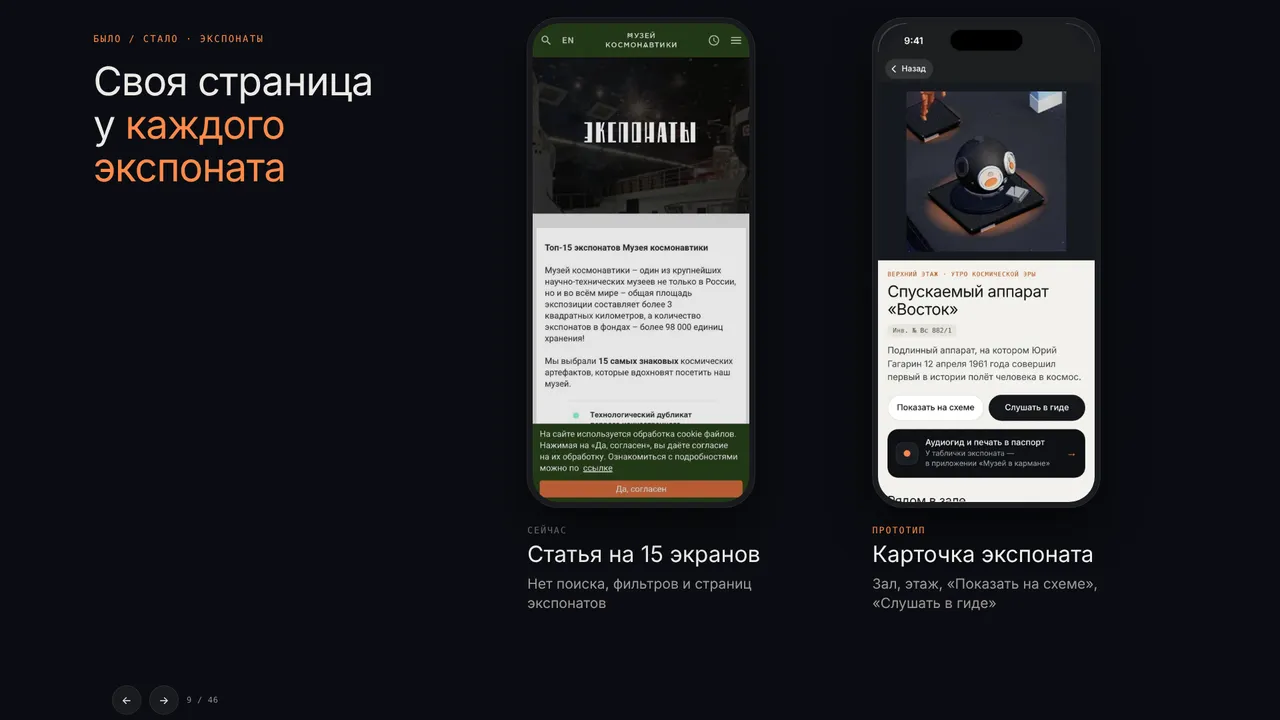 БЫЛО / СТАЛО · ЭКСПОНАТЫ
Своя страница
у каждого
экспоната
EN
МУЗЕЙ
КОСМОНАВТИКИ
ЭКСПОНАТЫ
Топ-15 экспонатов Музея космонавтики
Музей космонавтики – один из крупнейших
научно-технических музеев не только в России,
но и во всём мире – общая площадь
экспозиции составляет более 3
квадратных километров, а количество
экспонатов в фондах – более 98 000 единиц
хранения!
Мы выбрали 15 самых знаковых космических
артефактов, которые вдохновят посетить наш
музей.
Технологический дубликат
На сайте используется обработка cookie файлов.
Нажимая на «Да, согласен», вы даёте согласие
на их обработку. Ознакомиться с подробностями
можно по ссылке
Да, согласен
СЕЙЧАС
Статья на 15 экранов
Нет поиска, фильтров и страниц
экспонатов
9:41
Назад
ВЕРХНИЙ ЭТАЖ · УТРО КОСМИЧЕСКОЙ ЭРЫ
Спускаемый аппарат
«Восток»
Инв. № Вс 882/1
Подлинный аппарат, на котором Юрий
Гагарин 12 апреля 1961 года совершил
первый в истории полёт человека в космос.
Показать на схеме
Слушать в гиде
Аудиогид и печать в паспорт
У таблички экспоната —
в приложении «Музей в кармане»
→
Рядом в зале
ПРОТОТИП
Карточка экспоната
Зал, этаж, «Показать на схеме»,
«Слушать в гиде»
← → 9 / 46